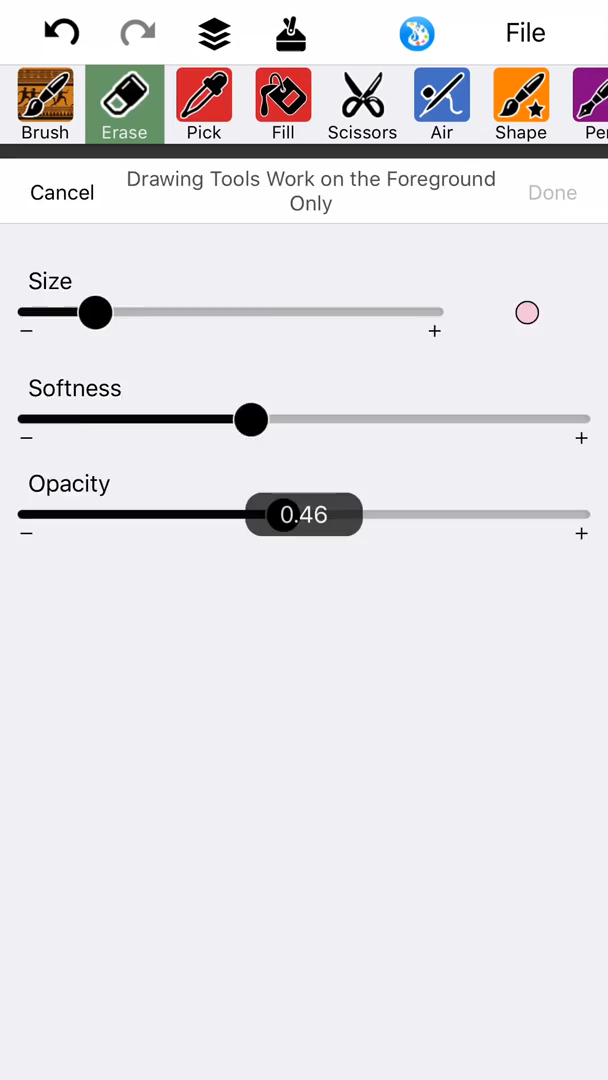 File
Brush Erase Pick Fill Scissors Air Shape
Cancel Drawing Tools Work on the Foreground Only Done
Size
− +
Softness
− +
Opacity
0.46
− +